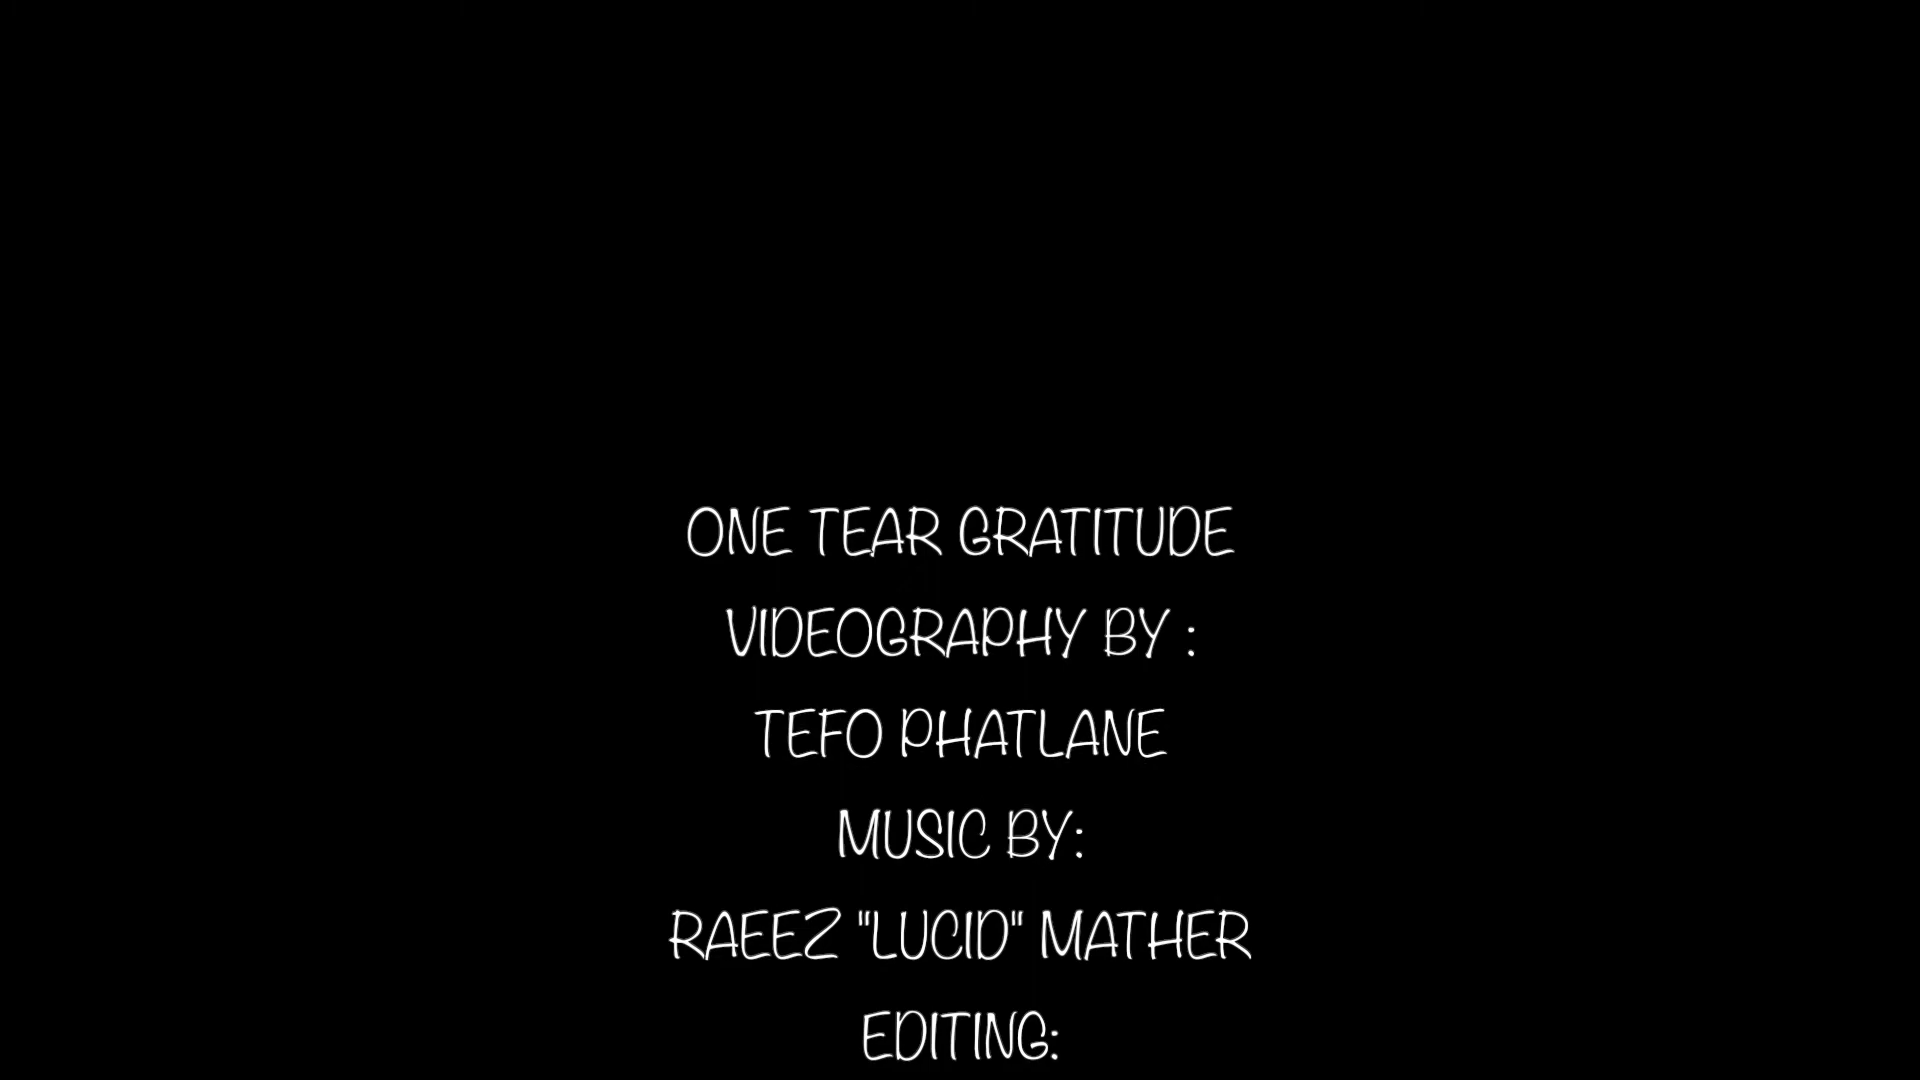 ONE TEAR GRATITUDE
VIDEOGRAPHY BY :
TEFO PHATLANE
MUSIC BY:
RAEEZ "LUCID" MATHER
EDITING: